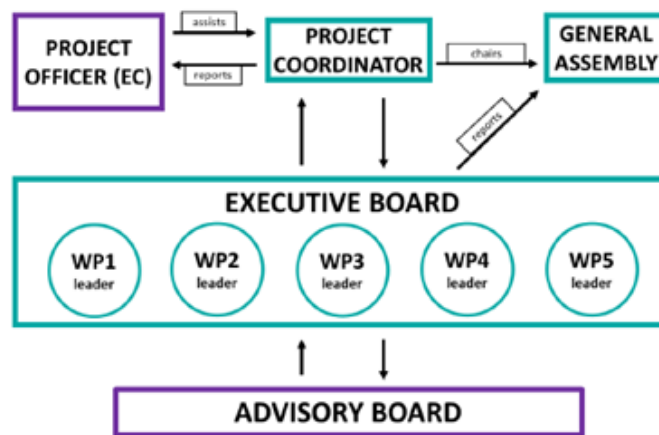 PROJECT
OFFICER (EC)
assists
reports
PROJECT
COORDINATOR
chairs
GENERAL
ASSEMBLY
reports
EXECUTIVE BOARD
WP1
leader
WP2
leader
WP3
leader
WP4
leader
WP5
leader
ADVISORY BOARD